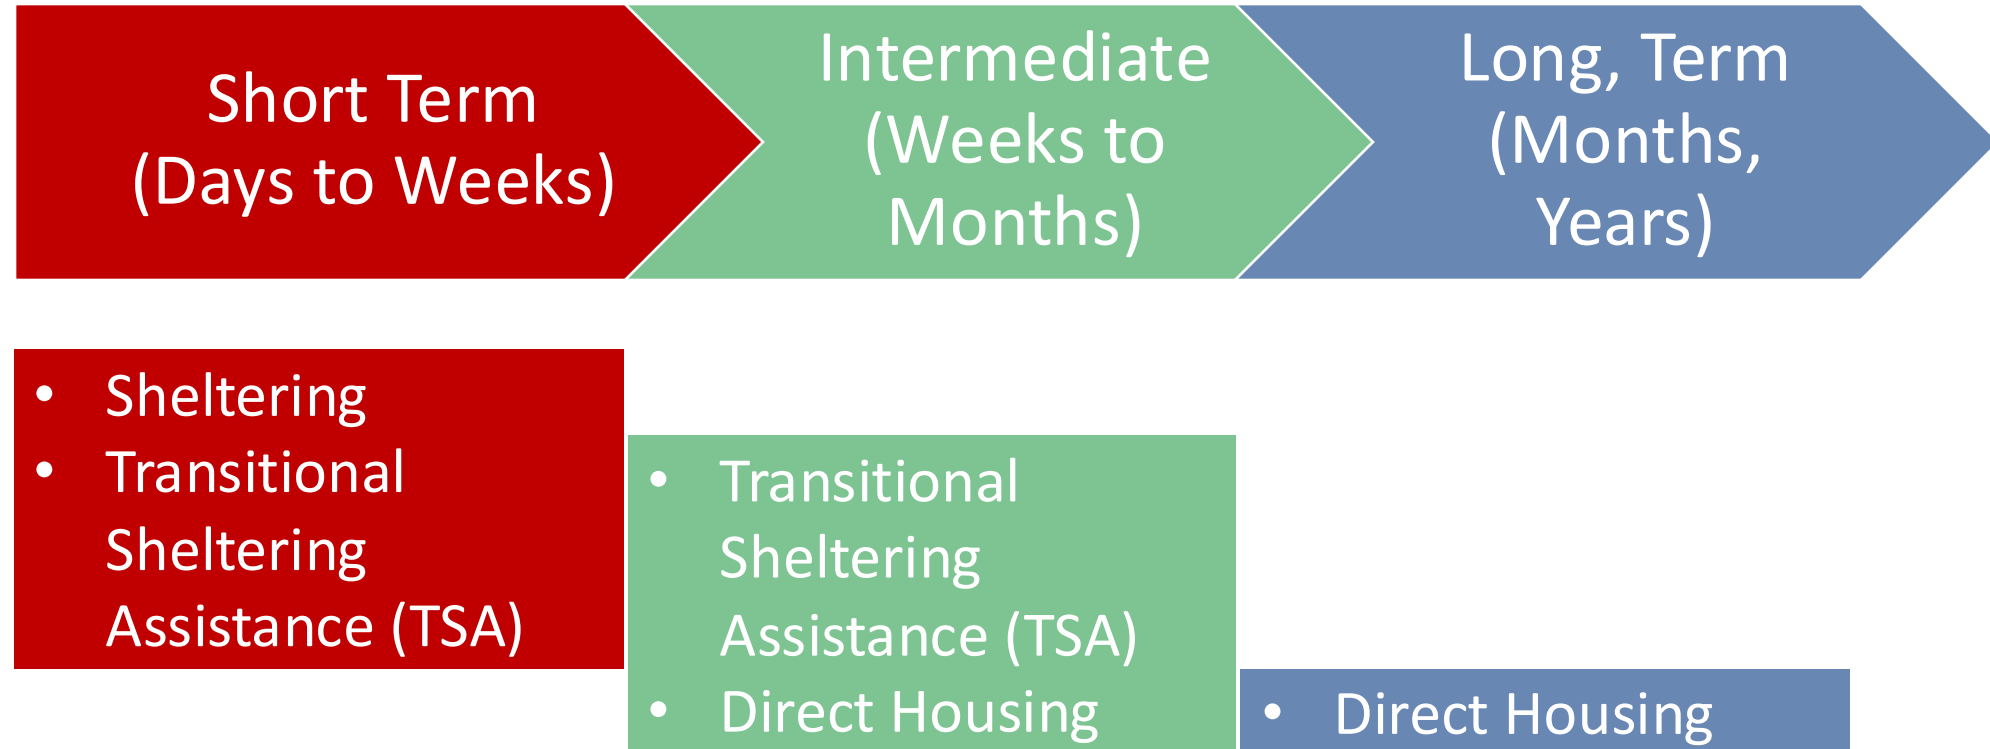 Short Term
(Days to Weeks)
Intermediate
(Weeks to
Months)
Long, Term
(Months,
Years)
• Sheltering
• Transitional
Sheltering
Assistance (TSA)
• Transitional
Sheltering
Assistance (TSA)
• Direct Housing
• Direct Housing